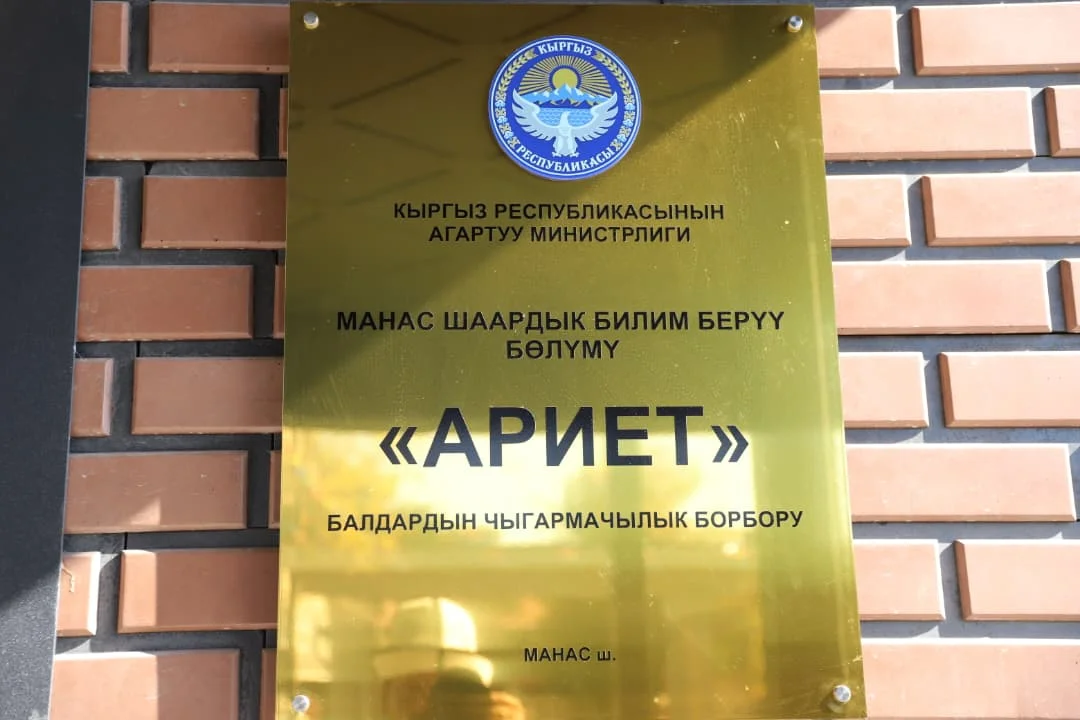 КЫРГЫЗ
РЕСПУБЛИКАСЫ
КЫРГЫЗ РЕСПУБЛИКАСЫНЫН
АГАРТУУ МИНИСТРЛИГИ
МАНАС ШААРДЫК БИЛИМ БЕРҮҮ
БӨЛҮМҮ
«АРИЕТ»
БАЛДАРДЫН ЧЫГАРМАЧЫЛЫК БОРБОРУ
МАНАС ш.